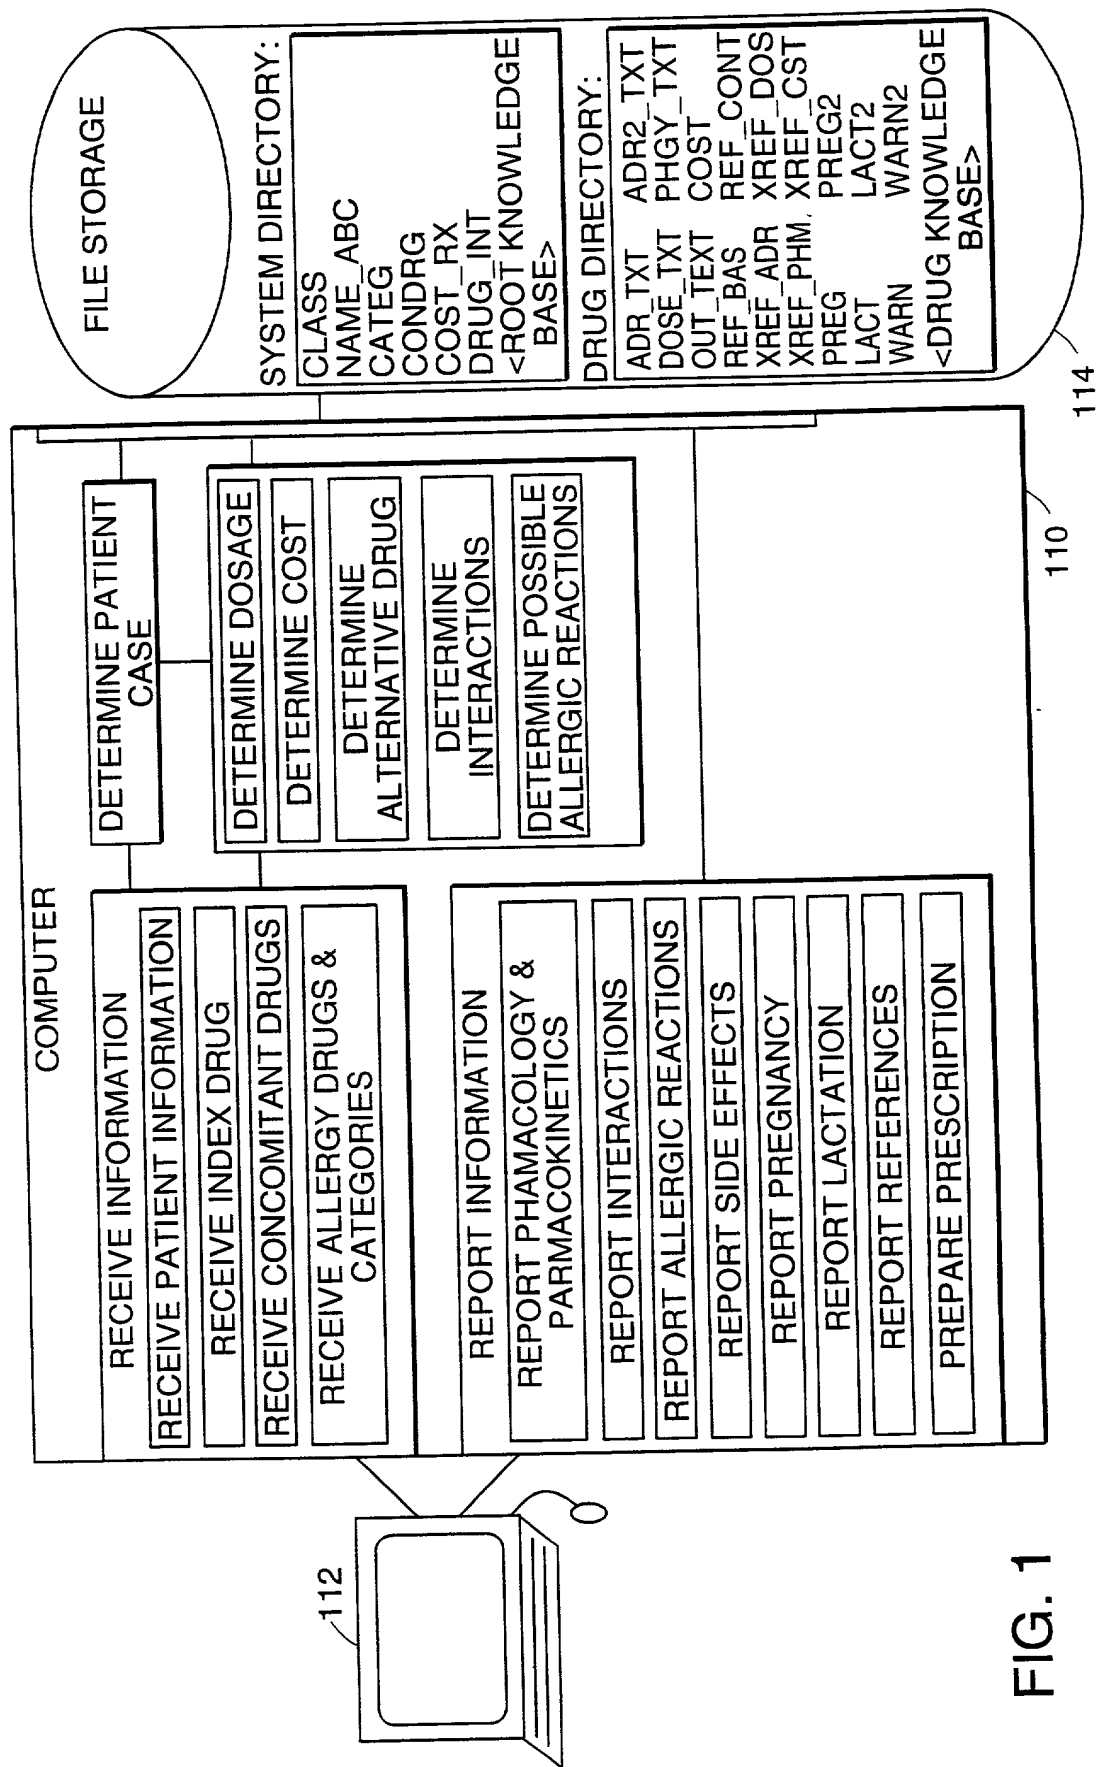 COMPUTER
RECEIVE INFORMATION
RECEIVE PATIENT INFORMATION
RECEIVE INDEX DRUG
RECEIVE CONCOMITANT DRUGS
RECEIVE ALLERGY DRUGS &
CATEGORIES
REPORT INFORMATION
REPORT PHAMACOLOGY &
PARMACOKINETICS
REPORT INTERACTIONS
REPORT ALLERGIC REACTIONS
REPORT SIDE EFFECTS
REPORT PREGNANCY
REPORT LACTATION
REPORT REFERENCES
PREPARE PRESCRIPTION
DETERMINE PATIENT
CASE
DETERMINE DOSAGE
DETERMINE COST
DETERMINE
ALTERNATIVE DRUG
DETERMINE
INTERACTIONS
DETERMINE POSSIBLE
ALLERGIC REACTIONS
FILE STORAGE
SYSTEM DIRECTORY:
CLASS
NAME_ABC
CATEG
CONDRG
COST_RX
DRUG_INT
<ROOT KNOWLEDGE
BASE>
DRUG DIRECTORY:
ADR_TXT ADR2_TXT
DOSE_TXT PHGY_TXT
OUT_TEXT COST
REF_BAS REF_CONT
XREF_ADR XREF_DOS
XREF_PHM. XREF_CST
PREG PREG2
LACT LACT2
WARN WARN2
<DRUG KNOWLEDGE
BASE>
112
110
114
FIG. 1